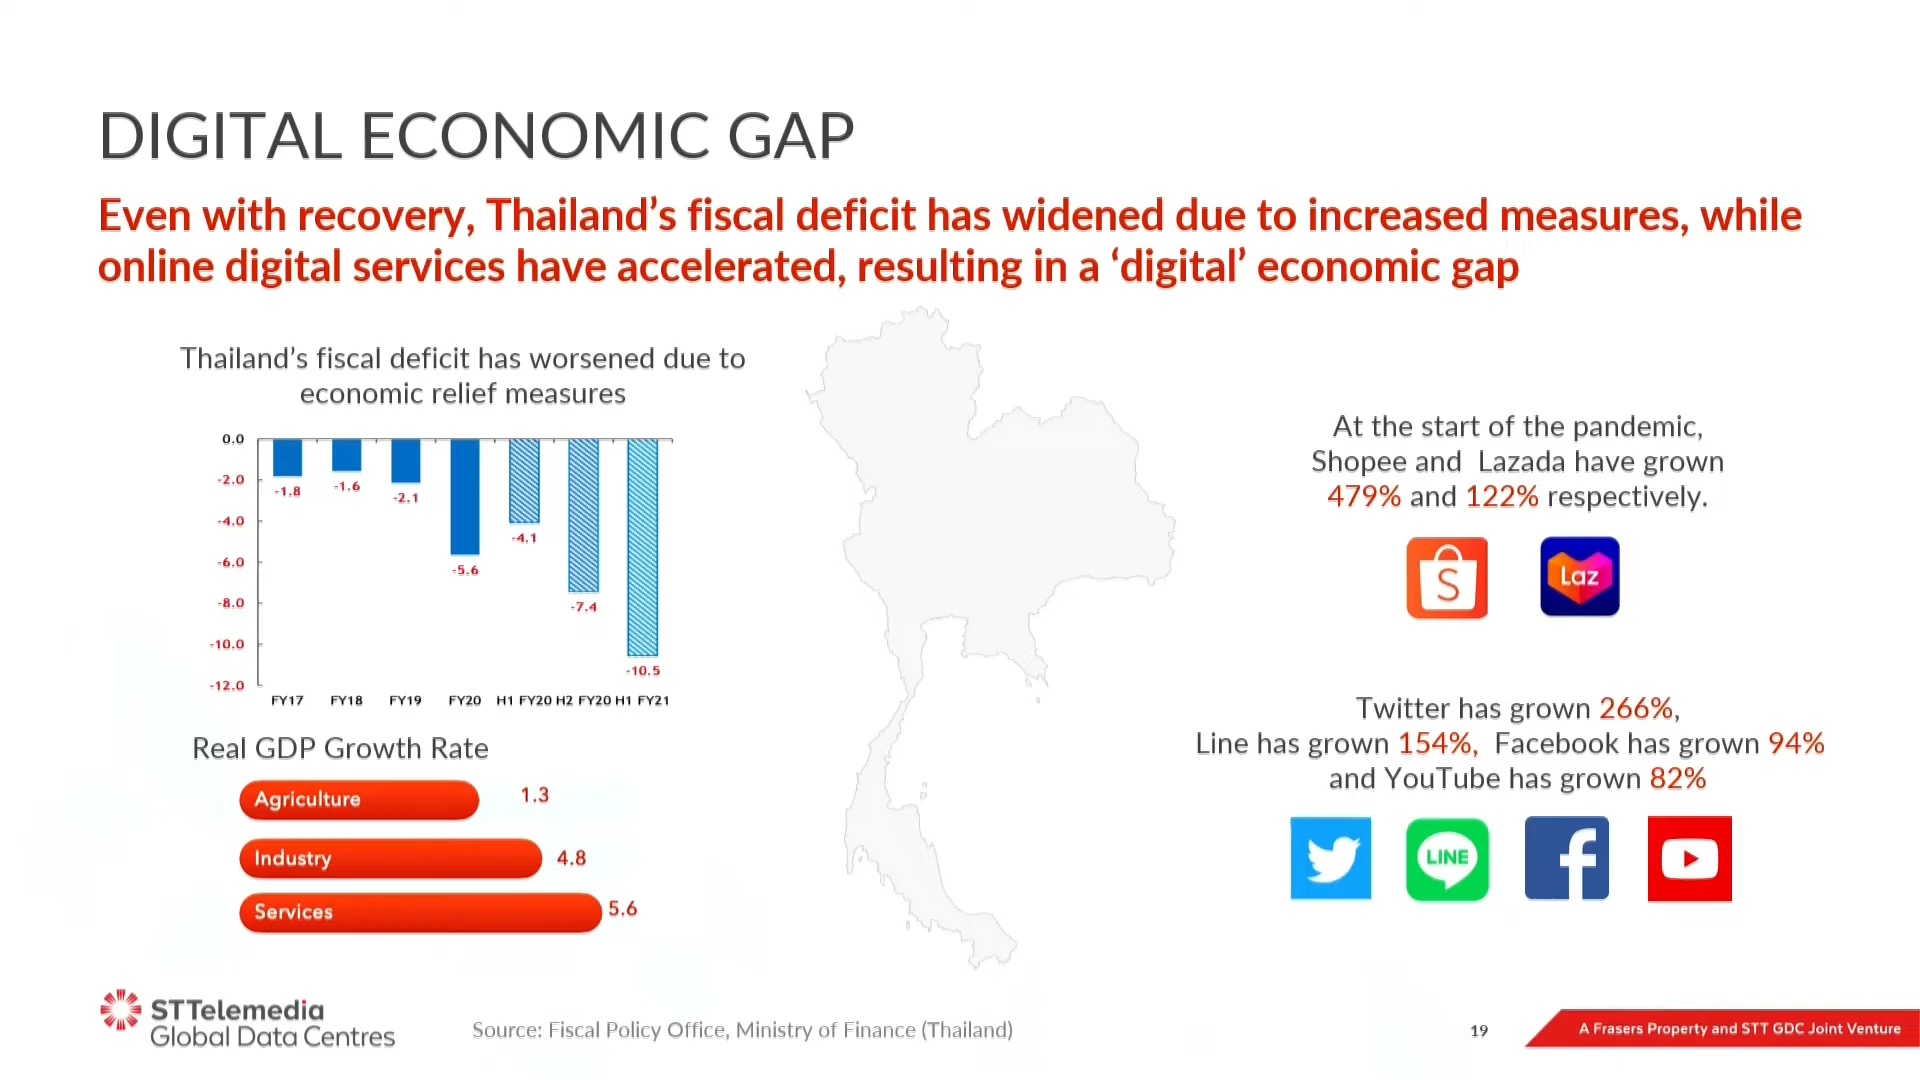 DIGITAL ECONOMIC GAP
Even with recovery, Thailand’s fiscal deficit has widened due to increased measures, while
online digital services have accelerated, resulting in a ‘digital’ economic gap
Thailand’s fiscal deficit has worsened due to
economic relief measures
0.0
-2.0
-4.0
-6.0
-8.0
-10.0
-12.0
-1.8
-1.6
-2.1
-5.6
-4.1
-7.4
-10.5
FY17 FY18 FY19 FY20 H1 FY20 H2 FY20 H1 FY21
Real GDP Growth Rate
Agriculture 1.3
Industry 4.8
Services 5.6
At the start of the pandemic,
Shopee and Lazada have grown
479% and 122% respectively.
S
Laz
Twitter has grown 266%,
Line has grown 154%, Facebook has grown 94%
and YouTube has grown 82%
LINE
f
STTelemedia
Global Data Centres
Source: Fiscal Policy Office, Ministry of Finance (Thailand)
19
A Frasers Property and STT GDC Joint Venture